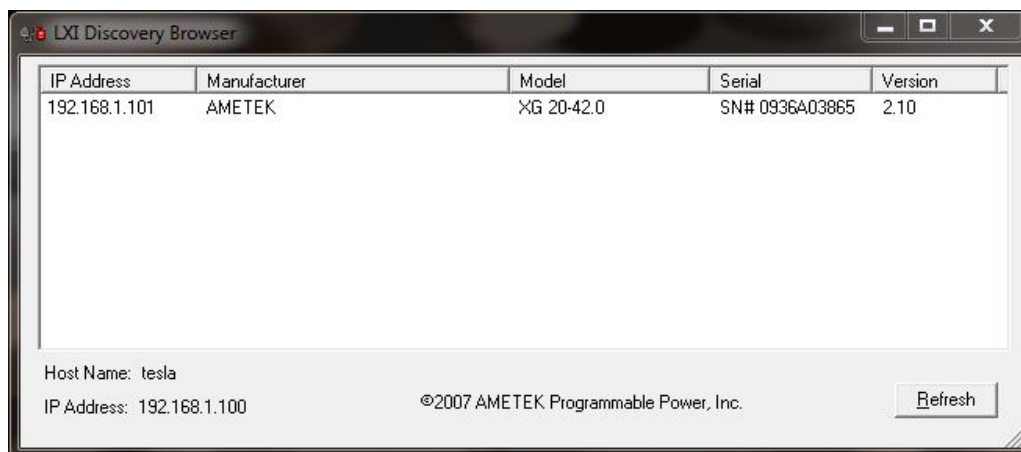 LXI Discovery Browser
IP Address Manufacturer Model Serial Version
192.168.1.101 AMETEK XG 20-42.0 SN# 0936A03865 2.10
Host Name: tesla
IP Address: 192.168.1.100
©2007 AMETEK Programmable Power, Inc.
Refresh